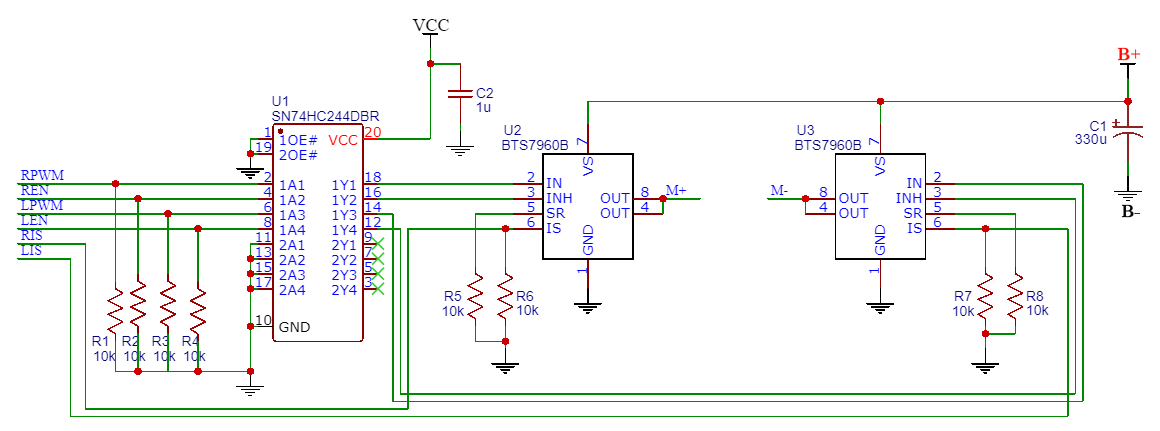 VCC
B+
C2
1u
U1
SN74HC244DBR
C1
330u
U2
BTS7960B
U3
BTS7960B
1 1OE# VCC 20
19 2OE#
7 VS
7 VS
RPWM 2 1A1 1Y1 18 2 IN IN 2
REN 4 1A2 1Y2 16 3 INH OUT 8 M+ M- 8 OUT INH 3
LPWM 6 1A3 1Y3 14 5 SR OUT 4 4 OUT SR 5
LEN 8 1A4 1Y4 12 6 IS IS 6
B-
RIS 11 2A1 2Y1 9
LIS 13 2A2 2Y2 7
15 2A3 2Y3 5
17 2A4 2Y4 3
GND 1
GND 1
10 GND
R5
10k
R6
10k
R7
10k
R8
10k
R1 R2 R3 R4
10k 10k 10k 10k